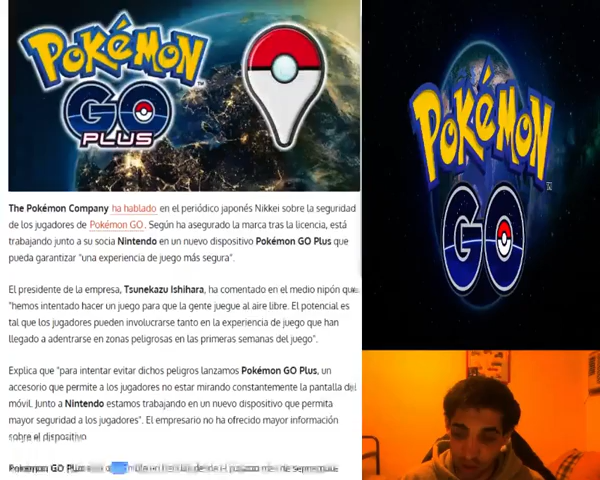 POKÉMON
GO
PLUS
POKÉMON
GO
The Pokémon Company ha hablado en el periódico japonés Nikkei sobre la seguridad
de los jugadores de Pokémon GO. Según ha asegurado la marca tras la licencia, está
trabajando junto a su socia Nintendo en un nuevo dispositivo Pokémon GO Plus que
pueda garantizar "una experiencia de juego más segura".
El presidente de la empresa, Tsunekazu Ishihara, ha comentado en el medio nipón que
"hemos intentado hacer un juego para que la gente juegue al aire libre. El potencial es
tal que los jugadores pueden involucrarse tanto en la experiencia de juego que han
llegado a adentrarse en zonas peligrosas en las primeras semanas del juego".
Explica que "para intentar evitar dichos peligros lanzamos Pokémon GO Plus, un
accesorio que permite a los jugadores no estar mirando constantemente la pantalla del
móvil. Junto a Nintendo estamos trabajando en un nuevo dispositivo que permita
mayor seguridad a los jugadores". El empresario no ha ofrecido mayor información
sobre el dispositivo
Pokémon GO Plus